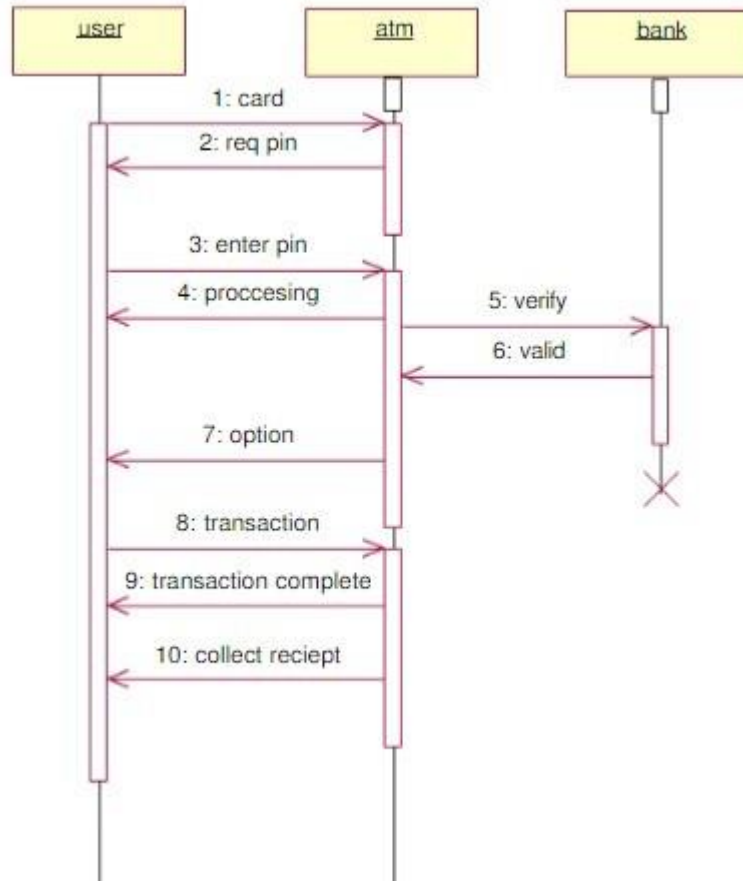 user
atm
bank
1: card
2: req pin
3: enter pin
4: proccesing
5: verify
6: valid
7: option
8: transaction
9: transaction complete
10: collect reciept